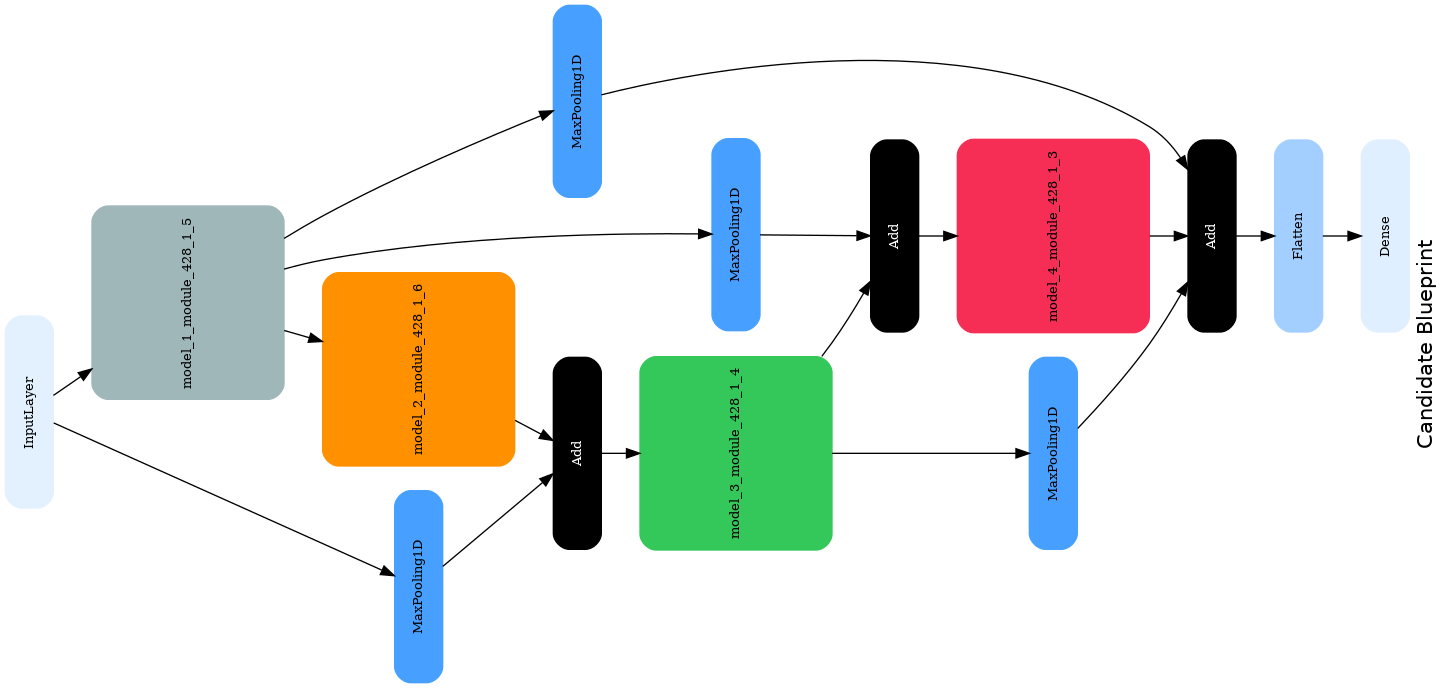 InputLayer
model_1_module_428_1_5
MaxPooling1D
model_2_module_428_1_6
MaxPooling1D
Add
MaxPooling1D
model_3_module_428_1_4
Add
MaxPooling1D
model_4_module_428_1_3
Add
Flatten
Dense
Candidate Blueprint